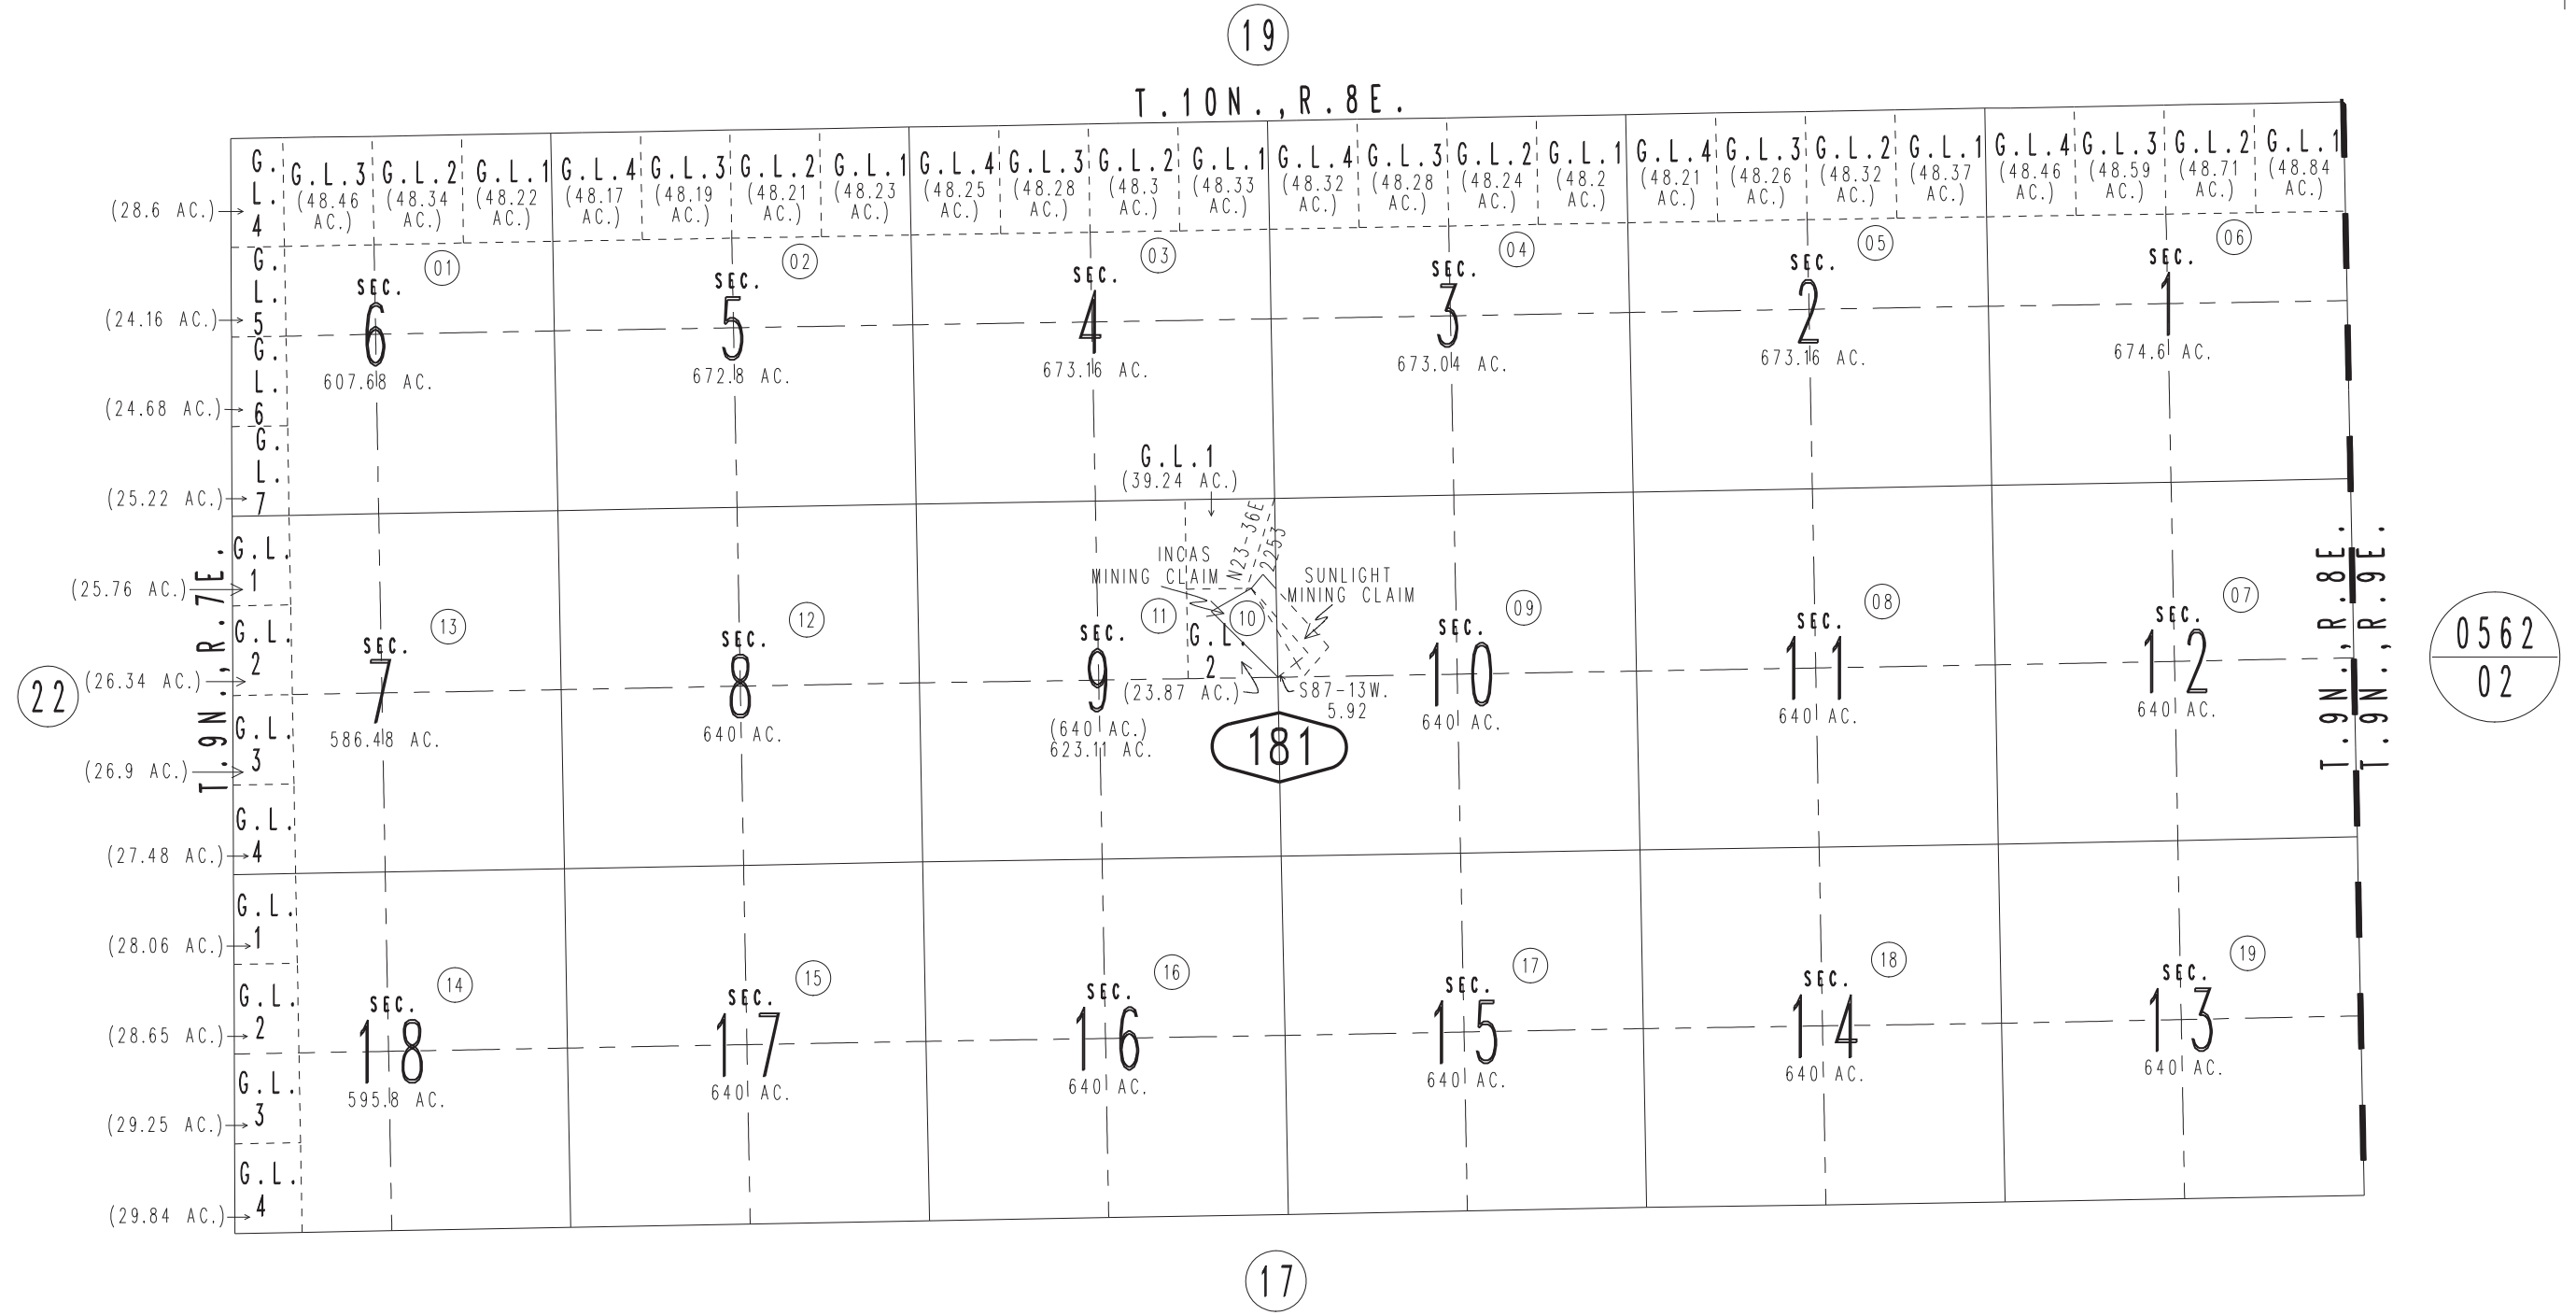 19
T.10N.,R.8E.
G.
L.
4
(28.6 AC.)
G.L.3
(48.46
AC.)
G.L.2
(48.34
AC.)
G.L.1
(48.22
AC.)
G.L.4
(48.17
AC.)
G.L.3
(48.19
AC.)
G.L.2
(48.21
AC.)
G.L.1
(48.23
AC.)
G.L.4
(48.25
AC.)
G.L.3
(48.28
AC.)
G.L.2
(48.3
AC.)
G.L.1
(48.33
AC.)
G.L.4
(48.32
AC.)
G.L.3
(48.28
AC.)
G.L.2
(48.24
AC.)
G.L.1
(48.2
AC.)
G.L.4
(48.21
AC.)
G.L.3
(48.26
AC.)
G.L.2
(48.32
AC.)
G.L.1
(48.37
AC.)
G.L.4
(48.46
AC.)
G.L.3
(48.59
AC.)
G.L.2
(48.71
AC.)
G.L.1
(48.84
AC.)
G.
L.
5
(24.16 AC.)
G.
L.
6
(24.68 AC.)
G.
L.
7
(25.22 AC.)
01
SEC.
6
607.68 AC.
02
SEC.
5
672.8 AC.
03
SEC.
4
673.16 AC.
04
SEC.
3
673.04 AC.
05
SEC.
2
673.16 AC.
06
SEC.
1
674.6 AC.
G.L.1
(39.24 AC.)
N23-36E
2253
INCAS
MINING CLAIM
SUNLIGHT
MINING CLAIM
T.9N.,R.7E.
22
G.L.
1
(25.76 AC.)
G.L.
2
(26.34 AC.)
G.L.
3
(26.9 AC.)
G.L.
4
(27.48 AC.)
13
SEC.
7
586.48 AC.
12
SEC.
8
640 AC.
11
SEC.
9
(640 AC.)
623.11 AC.
10
G.L.
2
(23.87 AC.)
S87-13W.
5.92
181
09
SEC.
10
640 AC.
08
SEC.
11
640 AC.
07
SEC.
12
640 AC.
T.9N.,R.8E.
T.9N.,R.9E.
0562
02
G.L.
1
(28.06 AC.)
G.L.
2
(28.65 AC.)
G.L.
3
(29.25 AC.)
G.L.
4
(29.84 AC.)
14
SEC.
18
595.8 AC.
15
SEC.
17
640 AC.
16
SEC.
16
640 AC.
17
SEC.
15
640 AC.
18
SEC.
14
640 AC.
19
SEC.
13
640 AC.
17